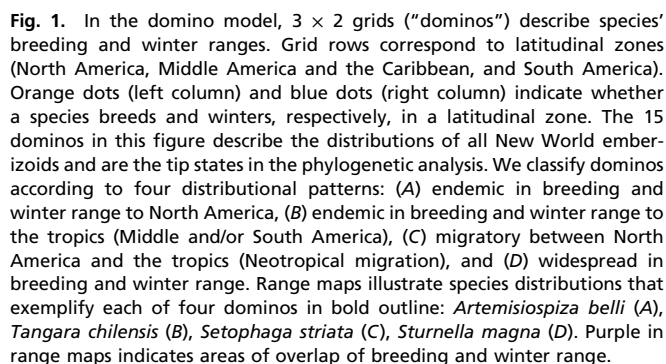 Fig. 1. In the domino model, 3 × 2 grids (“dominos”) describe species’
breeding and winter ranges. Grid rows correspond to latitudinal zones
(North America, Middle America and the Caribbean, and South America).
Orange dots (left column) and blue dots (right column) indicate whether
a species breeds and winters, respectively, in a latitudinal zone. The 15
dominos in this figure describe the distributions of all New World ember-
izoids and are the tip states in the phylogenetic analysis. We classify dominos
according to four distributional patterns: (A) endemic in breeding and
winter range to North America, (B) endemic in breeding and winter range to
the tropics (Middle and/or South America), (C) migratory between North
America and the tropics (Neotropical migration), and (D) widespread in
breeding and winter range. Range maps illustrate species distributions that
exemplify each of four dominos in bold outline: Artemisiospiza belli (A),
Tangara chilensis (B), Setophaga striata (C), Sturnella magna (D). Purple in
range maps indicates areas of overlap of breeding and winter range.